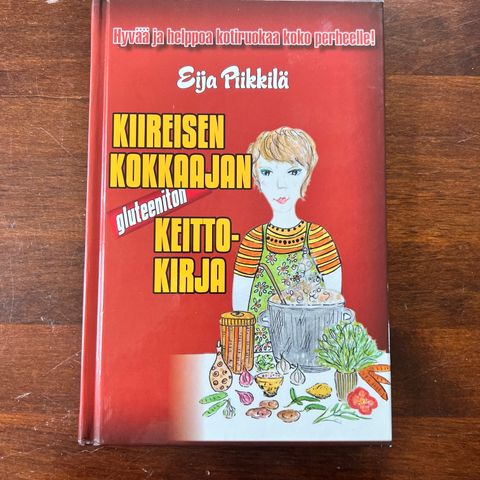 Hyvää ja helppoa kotiruokaa koko perheelle!
Eija Piikkilä
KIIREISEN
KOKKAAJAN
gluteeniton
KEITTO-
KIRJA